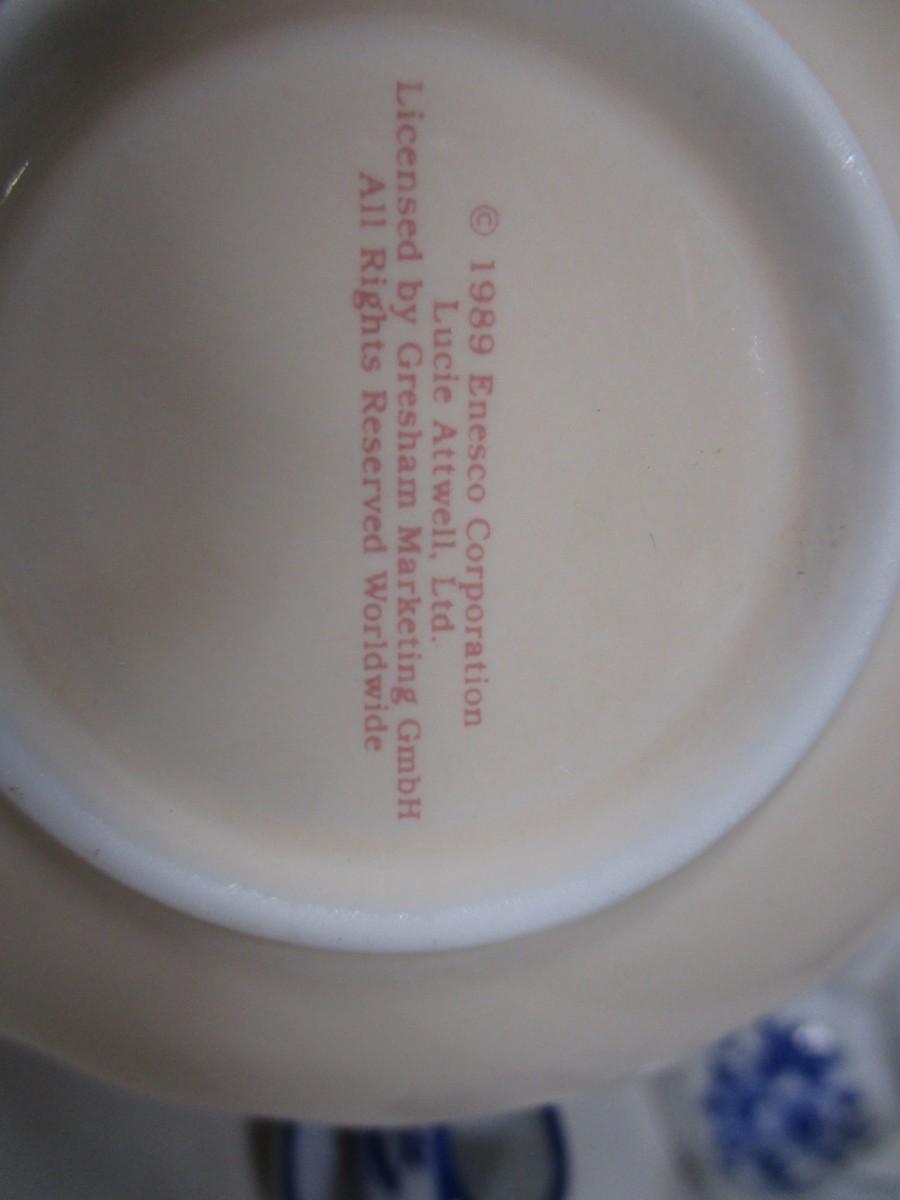 © 1989 Enesco Corporation
Lucie Attwell, Ltd.
Licensed by Gresham Marketing GmbH
All Rights Reserved Worldwide